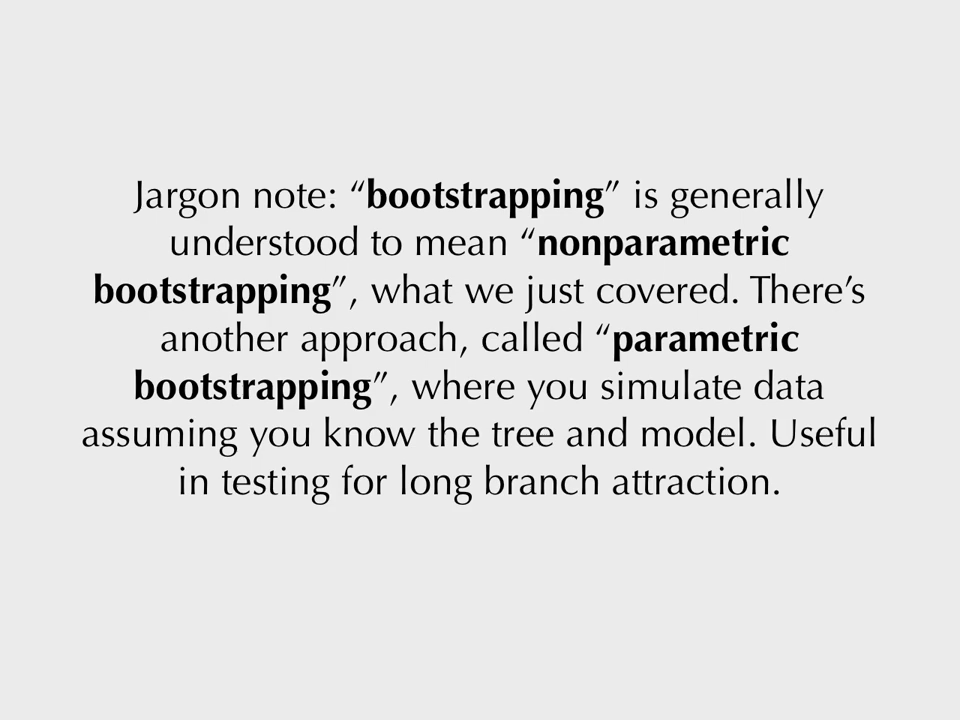 Jargon note: “bootstrapping” is generally
understood to mean “nonparametric
bootstrapping”, what we just covered. There’s
another approach, called “parametric
bootstrapping”, where you simulate data
assuming you know the tree and model. Useful
in testing for long branch attraction.